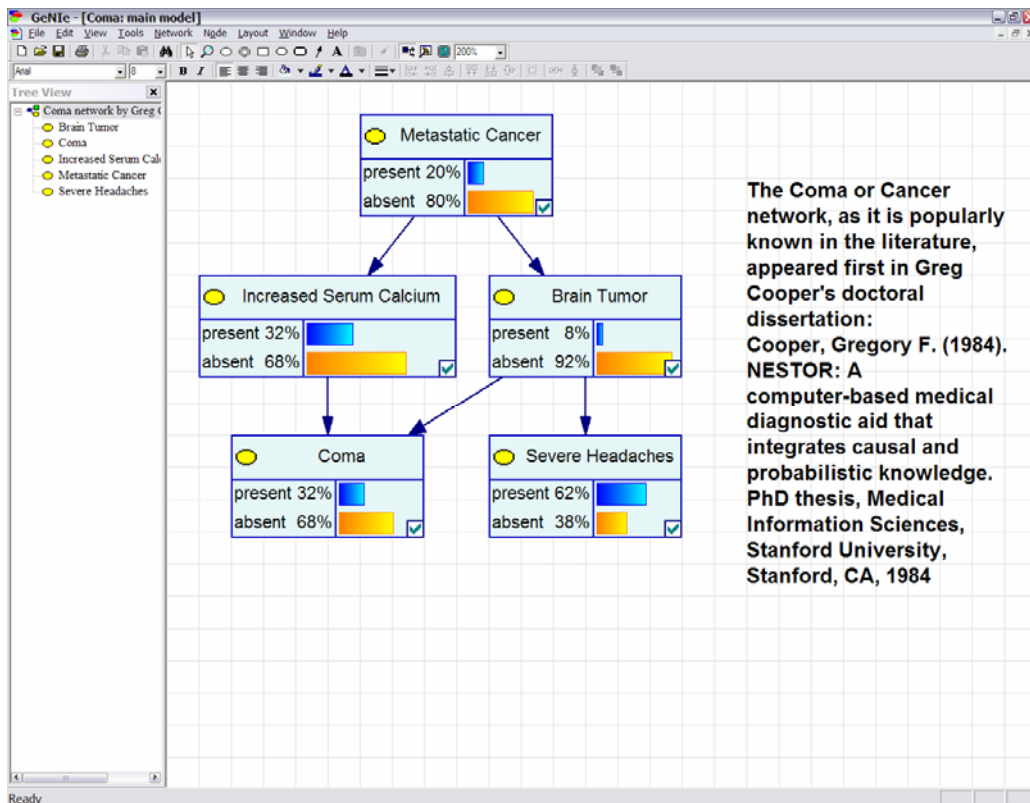 GeNIe - [Coma: main model]
File Edit View Tools Network Node Layout Window Help
200%
Arial 8 B I
Tree View
Coma network by Greg C
Brain Tumor
Coma
Increased Serum Calc
Metastatic Cancer
Severe Headaches
Metastatic Cancer
present 20%
absent 80%
Increased Serum Calcium
present 32%
absent 68%
Brain Tumor
present 8%
absent 92%
Coma
present 32%
absent 68%
Severe Headaches
present 62%
absent 38%
The Coma or Cancer
network, as it is popularly
known in the literature,
appeared first in Greg
Cooper's doctoral
dissertation:
Cooper, Gregory F. (1984).
NESTOR: A
computer-based medical
diagnostic aid that
integrates causal and
probabilistic knowledge.
PhD thesis, Medical
Information Sciences,
Stanford University,
Stanford, CA, 1984
Ready